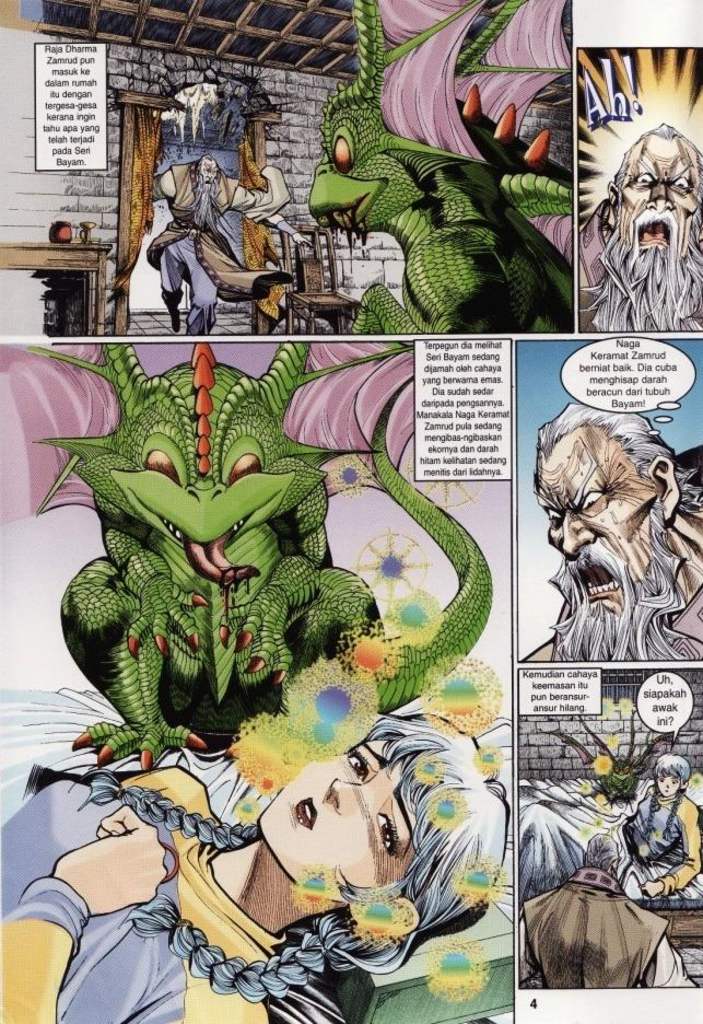 Raja Dharma
Zamrud pun
masuk ke
dalam rumah
itu dengan
tergesa-gesa
kerana ingin
tahu apa yang
telah terjadi
pada Seri
Bayam.
Ah!
Terpegun dia melihat
Seri Bayam sedang
dijamah oleh cahaya
yang berwarna emas.
Dia sudah sedar
daripada pengsannya.
Manakala Naga Keramat
Zamrud pula sedang
mengibas-ngibaskan
ekornya dan darah
hitam kelihatan sedang
menitis dari lidahnya.
Naga
Keramat Zamrud
berniat baik. Dia cuba
menghisap darah
beracun dari tubuh
Bayam!
Kemudian cahaya
keemasan itu
pun beransur-
ansur hilang.
Uh,
siapakah
awak
ini?
4